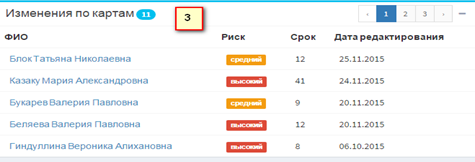 Изменения по картам 11 3 ‹ 1 2 3 › –
ФИО Риск Срок Дата редактирования
Блок Татьяна Николаевна средний 12 25.11.2015
Казаку Мария Александровна высокий 41 24.11.2015
Букарев Валерия Павловна средний 9 20.11.2015
Беляева Валерия Павловна высокий 12 20.11.2015
Гиндуллина Вероника Алихановна высокий 8 06.10.2015